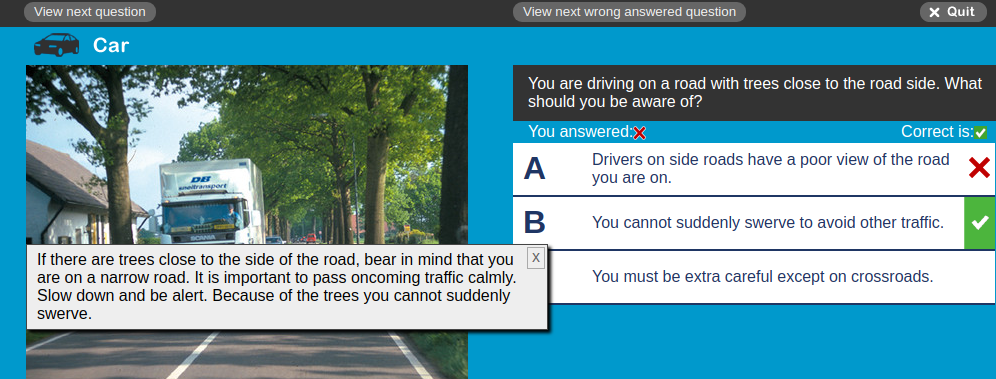 View next question
View next wrong answered question
Quit
Car
You are driving on a road with trees close to the road side. What
should you be aware of?
You answered:
Correct is:
A
Drivers on side roads have a poor view of the road
you are on.
B
You cannot suddenly swerve to avoid other traffic.
You must be extra careful except on crossroads.
DB
sneltransport
SCANIA
If there are trees close to the side of the road, bear in mind that you
are on a narrow road. It is important to pass oncoming traffic calmly.
Slow down and be alert. Because of the trees you cannot suddenly
swerve.
X